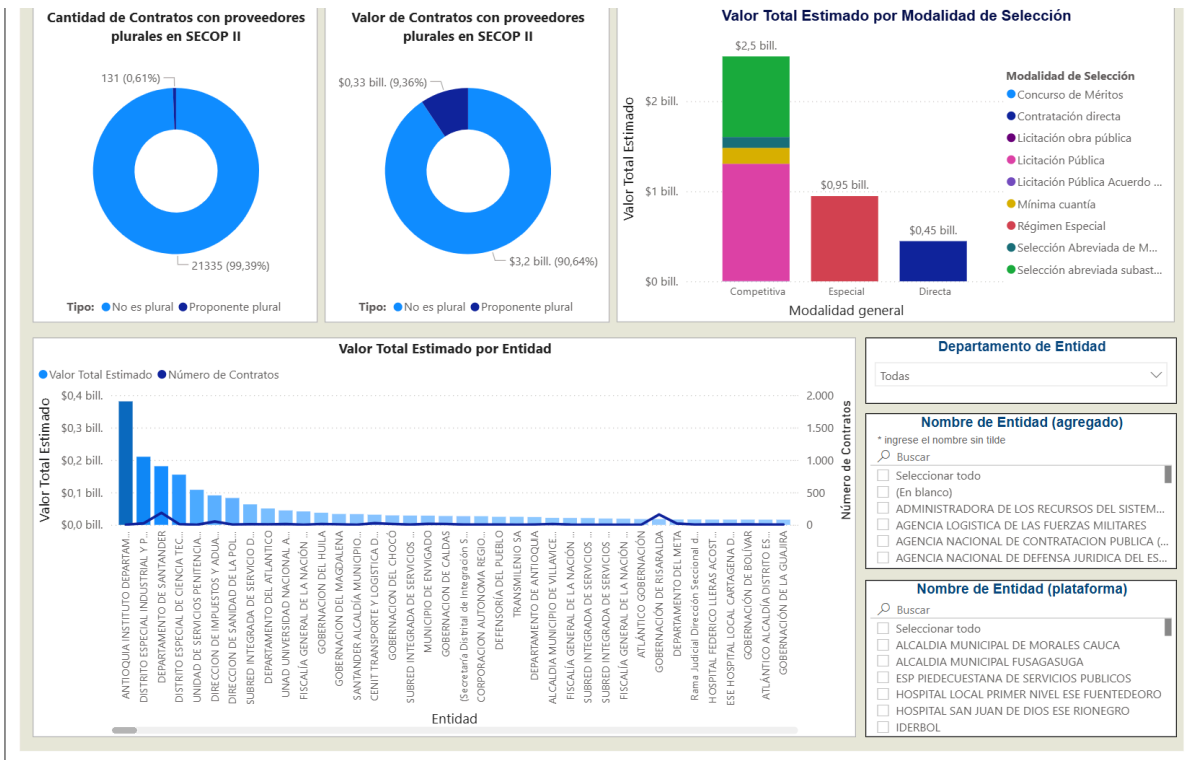 Cantidad de Contratos con proveedores
plurales en SECOP II
131 (0,61%)
21335 (99,39%)
Tipo: No es plural Proponente plural
Valor de Contratos con proveedores
plurales en SECOP II
$0,33 bill. (9,36%)
$3,2 bill. (90,64%)
Tipo: No es plural Proponente plural
Valor Total Estimado por Modalidad de Selección
Valor Total Estimado
$2 bill.
$1 bill.
$0 bill.
$2,5 bill.
$0,95 bill.
$0,45 bill.
Competitiva
Especial
Directa
Modalidad general
Modalidad de Selección
Concurso de Méritos
Contratación directa
Licitación obra pública
Licitación Pública
Licitación Pública Acuerdo ...
Mínima cuantía
Régimen Especial
Selección Abreviada de M...
Selección abreviada subast...
Valor Total Estimado por Entidad
Valor Total Estimado Número de Contratos
Valor Total Estimado
$0,4 bill.
$0,3 bill.
$0,2 bill.
$0,1 bill.
$0,0 bill.
2.000
1.500
1.000
500
0
Número de Contratos
ANTIOQUIA INSTITUTO DEPARTAM...
DISTRITO ESPECIAL INDUSTRIAL Y P...
DEPARTAMENTO DE SANTANDER
DISTRITO ESPECIAL DE CIENCIA TEC...
UNIDAD DE SERVICIOS PENITENCIA...
DIRECCION DE IMPUESTOS Y ADUA...
DIRECCION DE SANIDAD DE LA POL...
SUBRED INTEGRADA DE SERVICIO D...
DEPARTAMENTO DEL ATLANTICO
UNAD UNIVERSIDAD NACIONAL A...
FISCALÍA GENERAL DE LA NACIÓN ...
GOBERNACION DEL HUILA
GOBERNACION DEL MAGDALENA
SANTANDER ALCALDÍA MUNICIPIO...
CENIT TRANSPORTE Y LOGISTICA D...
GOBERNACION DEL CHOCÓ
SUBRED INTEGRADA DE SERVICIOS ...
MUNICIPIO DE ENVIGADO
GOBERNACION DE CALDAS
(Secretaría Distrital de Integración S...
CORPORACION AUTONOMA REGIO...
DEFENSORÍA DEL PUEBLO
TRANSMILENIO SA
DEPARTAMENTO DE ANTIOQUIA
ALCALDIA MUNICIPIO DE VILLAVICE...
FISCALÍA GENERAL DE LA NACIÓN ...
SUBRED INTEGRADA DE SERVICIOS ...
SUBRED INTEGRADA DE SERVICIOS ...
FISCALÍA GENERAL DE LA NACIÓN ...
ATLÁNTICO GOBERNACIÓN
GOBERNACIÓN DE RISARALDA
DEPARTAMENTO DEL META
Rama Judicial Dirección Seccional d...
HOSPITAL FEDERICO LLERAS ACOST...
ESE HOSPITAL LOCAL CARTAGENA D...
GOBERNACIÓN DE BOLÍVAR
ATLÁNTICO ALCALDÍA DISTRITO ES...
GOBERNACIÓN DE LA GUAJIRA
Entidad
Departamento de Entidad
Todas
Nombre de Entidad (agregado)
* ingrese el nombre sin tilde
Buscar
Seleccionar todo
(En blanco)
ADMINISTRADORA DE LOS RECURSOS DEL SISTEM...
AGENCIA LOGISTICA DE LAS FUERZAS MILITARES
AGENCIA NACIONAL DE CONTRATACION PUBLICA (...
AGENCIA NACIONAL DE DEFENSA JURIDICA DEL ES...
Nombre de Entidad (plataforma)
Buscar
Seleccionar todo
ALCALDIA MUNICIPAL DE MORALES CAUCA
ALCALDIA MUNICIPAL FUSAGASUGA
ESP PIEDECUESTANA DE SERVICIOS PUBLICOS
HOSPITAL LOCAL PRIMER NIVEL ESE FUENTEDEORO
HOSPITAL SAN JUAN DE DIOS ESE RIONEGRO
IDERBOL